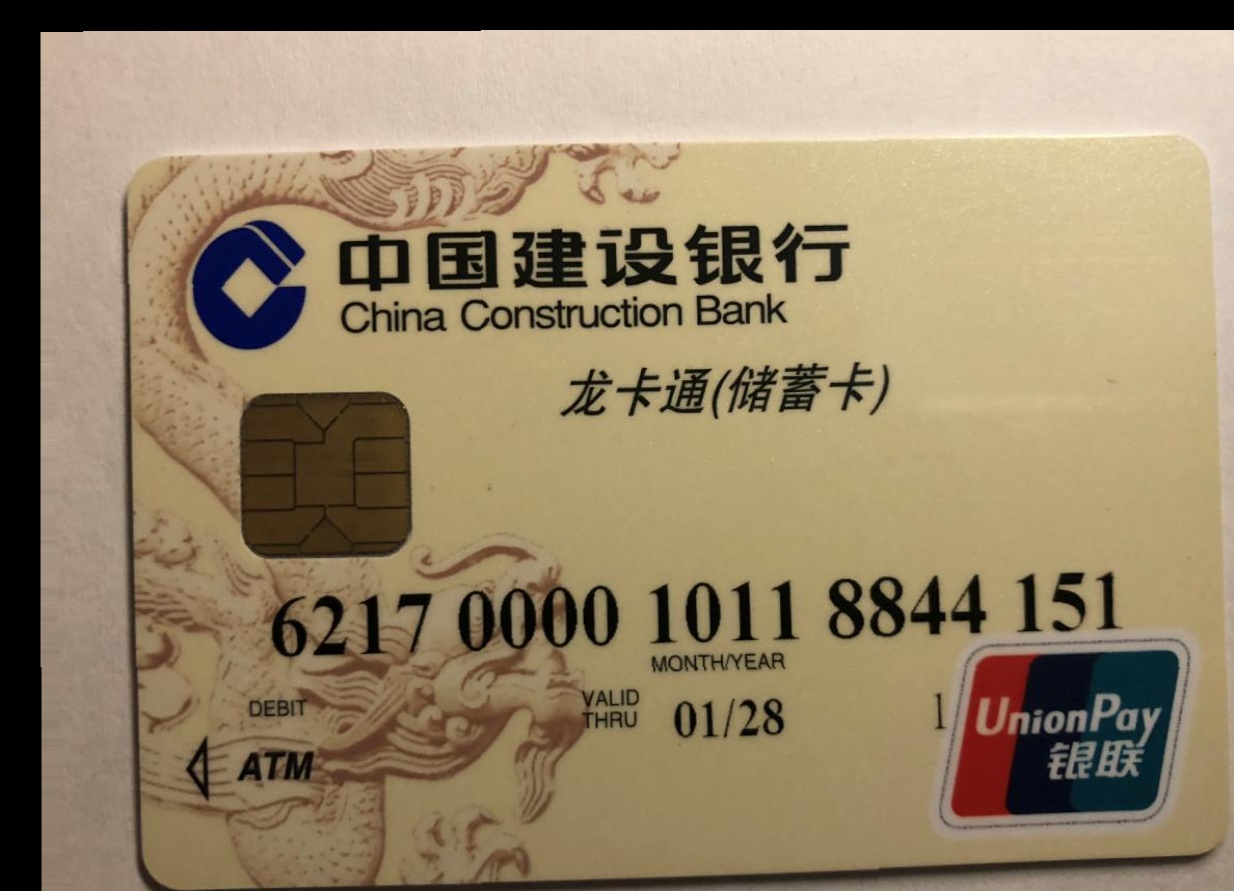 中国建设银行
China Construction Bank
龙卡通(储蓄卡)
6217 0000 1011 8844 151
MONTH/YEAR
DEBIT VALID THRU 01/28 1
ATM
UnionPay
银联